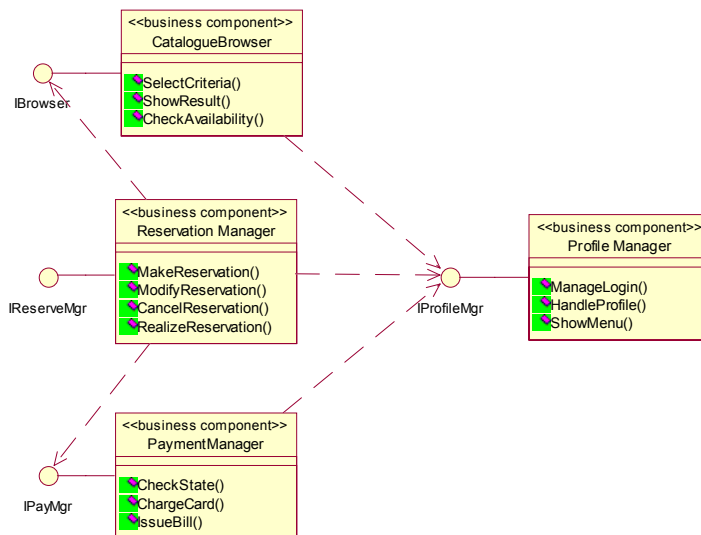 <<business component>>
CatalogueBrowser
SelectCriteria()
ShowResult()
CheckAvailability()
IBrowser
<<business component>>
Reservation Manager
MakeReservation()
ModifyReservation()
CancelReservation()
RealizeReservation()
IReserveMgr
<<business component>>
Profile Manager
ManageLogin()
HandleProfile()
ShowMenu()
IProfileMgr
<<business component>>
PaymentManager
CheckState()
ChargeCard()
IssueBill()
IPayMgr